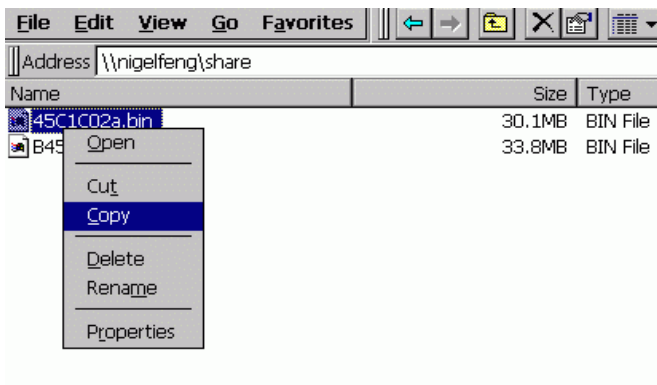 File Edit View Go Favorites
Address \\nigelfeng\share
Name Size Type
45C1C02a.bin 30.1MB BIN File
B45 33.8MB BIN File
Open
Cut
Copy
Delete
Rename
Properties